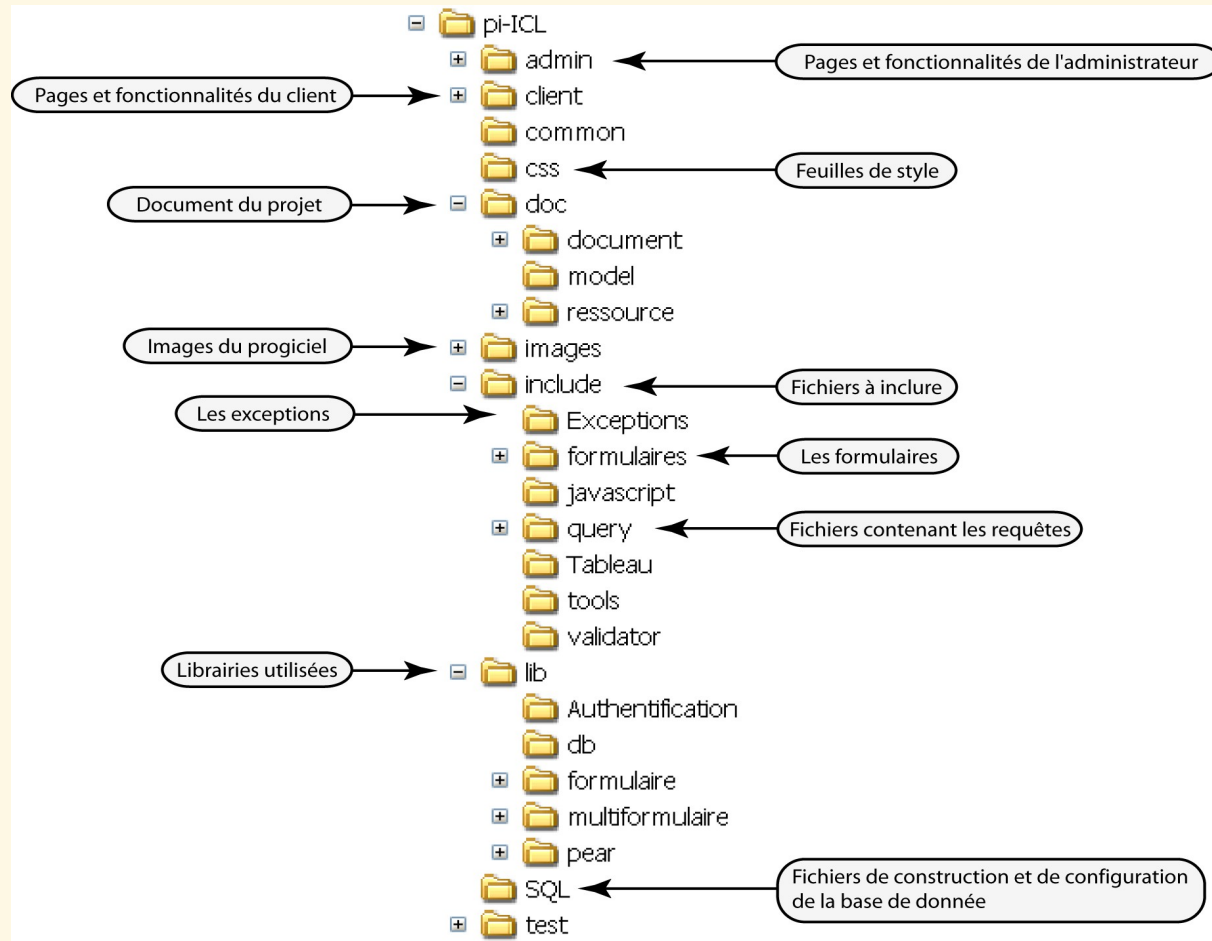 pi-ICL
admin
Pages et fonctionnalités de l'administrateur
Pages et fonctionnalités du client
client
common
css
Feuilles de style
Document du projet
doc
document
model
ressource
Images du progiciel
images
include
Fichiers à inclure
Les exceptions
Exceptions
formulaires
Les formulaires
javascript
query
Fichiers contenant les requêtes
Tableau
tools
validator
Librairies utilisées
lib
Authentification
db
formulaire
multiformulaire
pear
SQL
Fichiers de construction et de configuration
de la base de donnée
test